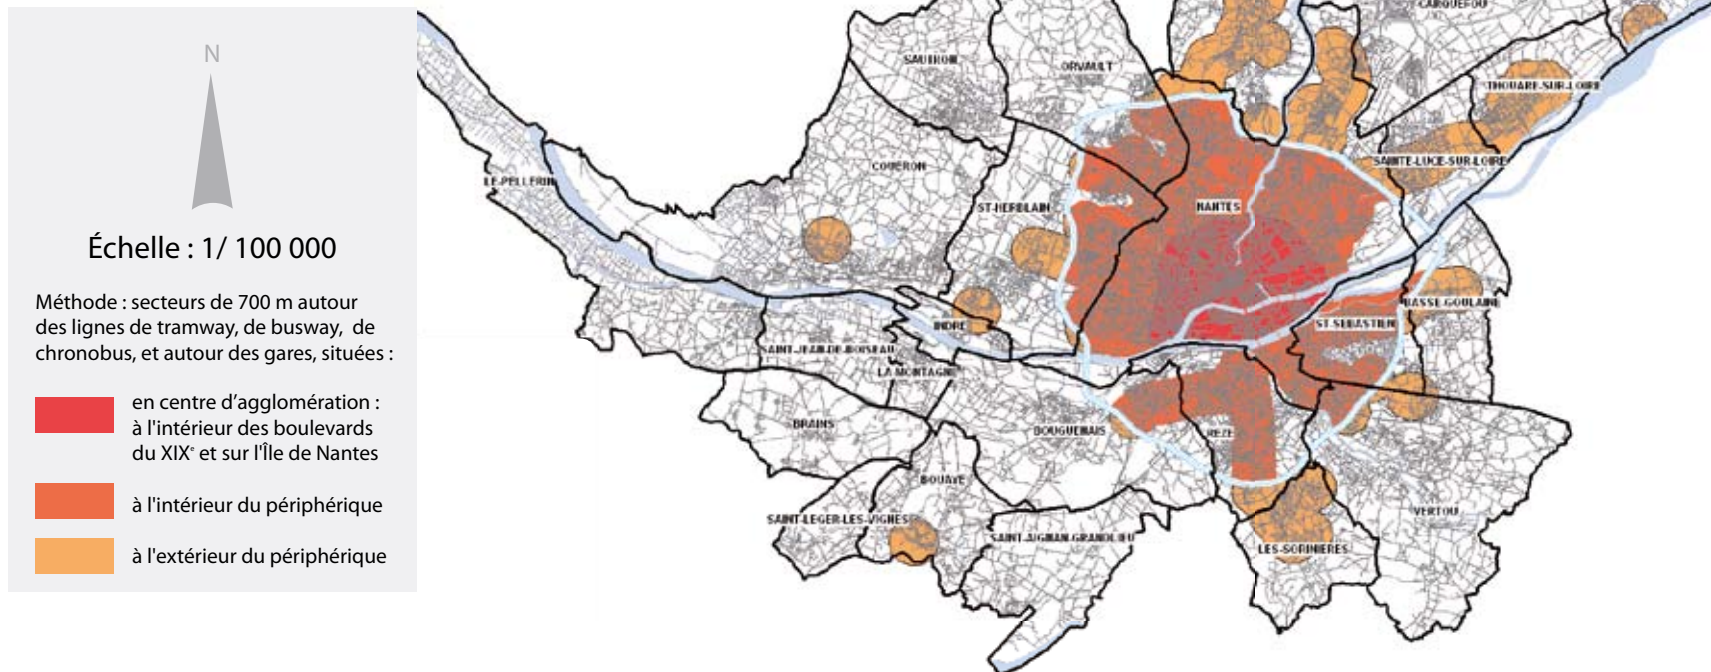 N
Échelle : 1/ 100 000
Méthode : secteurs de 700 m autour
des lignes de tramway, de busway, de
chronobus, et autour des gares, situées :
en centre d'agglomération :
à l'intérieur des boulevards
du XIXᵉ et sur l'Île de Nantes
à l'intérieur du périphérique
à l'extérieur du périphérique
CARQUEFOU
SAUTRON
ORVAULT
THOUARE-SUR-LOIRE
COUERON
SAINTE-LUCE-SUR-LOIRE
LE-PELLERIN
ST-HERBLAIN
NANTES
BASSE-GOULAINE
INDRE
ST-SEBASTIEN
SAINT-JEAN-DE-BOISEAU
LA MONTAGNE
BRAINS
BOUGUENAIS
REZE
BOUAYE
SAINT-LEGER-LES-VIGNES
VERTOU
SAINT-AIGNAN-GRANDLIEU
LES-SORINIERES